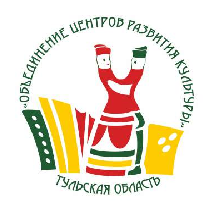 «ОБЪЕДИНЕНИЕ ЦЕНТРОВ РАЗВИТИЯ КУЛЬТУРЫ»
ТУЛЬСКАЯ ОБЛАСТЬ